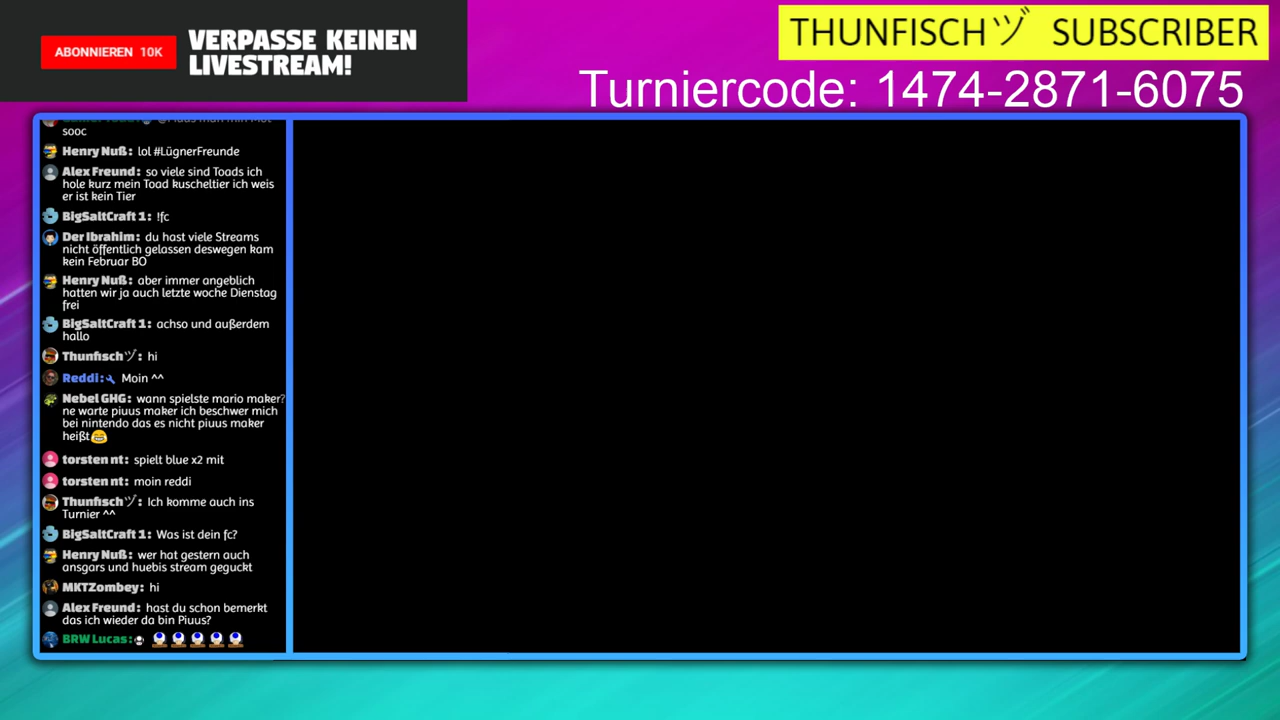 ABONNIEREN 10K
VERPASSE KEINEN
LIVESTREAM!
THUNFISCHヅ SUBSCRIBER
Turniercode: 1474-2871-6075
sooc
Henry Nuß: lol #LügnerFreunde
Alex Freund: so viele sind Toads ich
hole kurz mein Toad kuscheltier ich weis
er ist kein Tier
BigSaltCraft 1: !fc
Der Ibrahim: du hast viele Streams
nicht öffentlich gelassen deswegen kam
kein Februar BO
Henry Nuß: aber immer angeblich
hatten wir ja auch letzte woche Dienstag
frei
BigSaltCraft 1: achso und außerdem
hallo
Thunfischヅ: hi
Reddi: Moin ^^
Nebel GHG: wann spielste mario maker?
ne warte piuus maker ich beschwer mich
bei nintendo das es nicht piuus maker
heißt😂
torsten nt: spielt blue x2 mit
torsten nt: moin reddi
Thunfischヅ: Ich komme auch ins
Turnier ^^
BigSaltCraft 1: Was ist dein fc?
Henry Nuß: wer hat gestern auch
ansgars und huebis stream geguckt
MKTZombey: hi
Alex Freund: hast du schon bemerkt
das ich wieder da bin Piuus?
BRW Lucas: